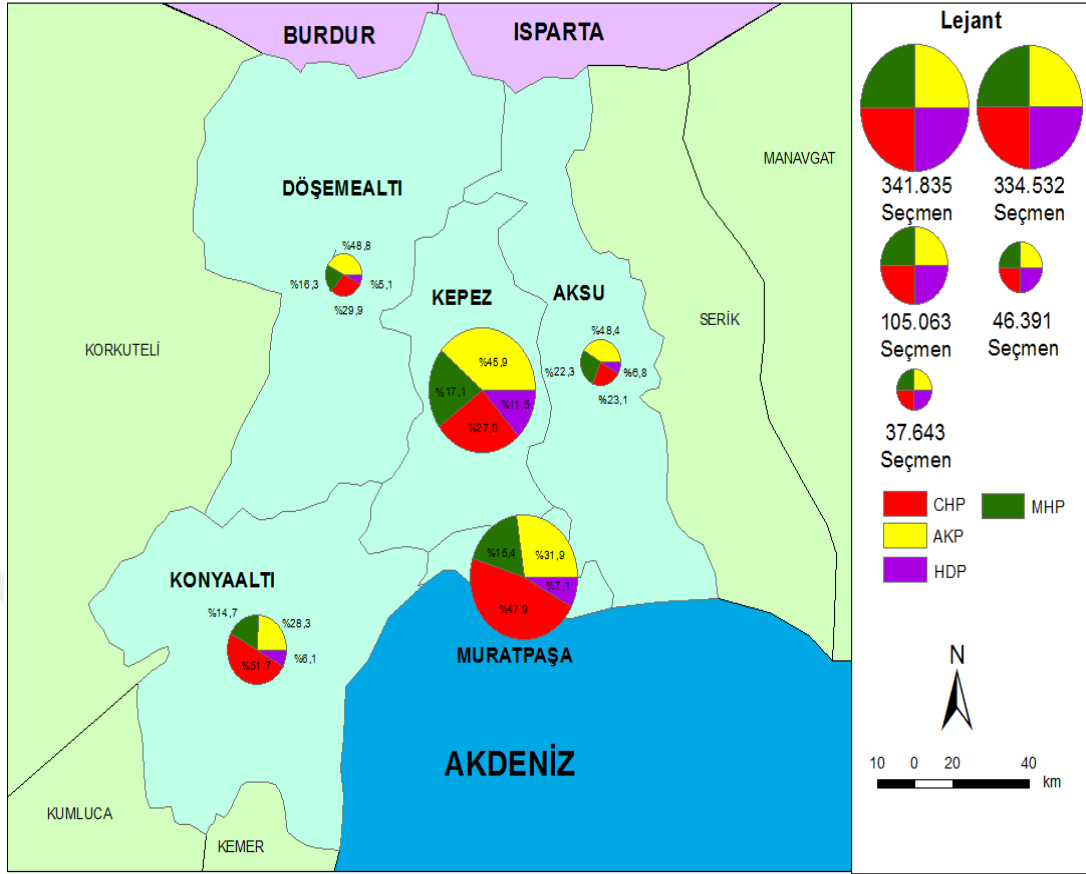 BURDUR
ISPARTA
DÖŞEMEALTI
%48,8
%16,3
%5,1
%29,9
KEPEZ
%45,9
%17,1
%11,5
%27,0
AKSU
%48,4
%22,3
%6,8
%23,1
MANAVGAT
SERİK
KORKUTELİ
KONYAALTI
%14,7
%28,3
%6,1
%51,7
%15,4
%31,9
%7,1
%47,9
MURATPAŞA
AKDENİZ
KUMLUCA
KEMER
Lejant
341.835
Seçmen
334.532
Seçmen
105.063
Seçmen
46.391
Seçmen
37.643
Seçmen
CHP
MHP
AKP
HDP
N
10 0 20 40
km